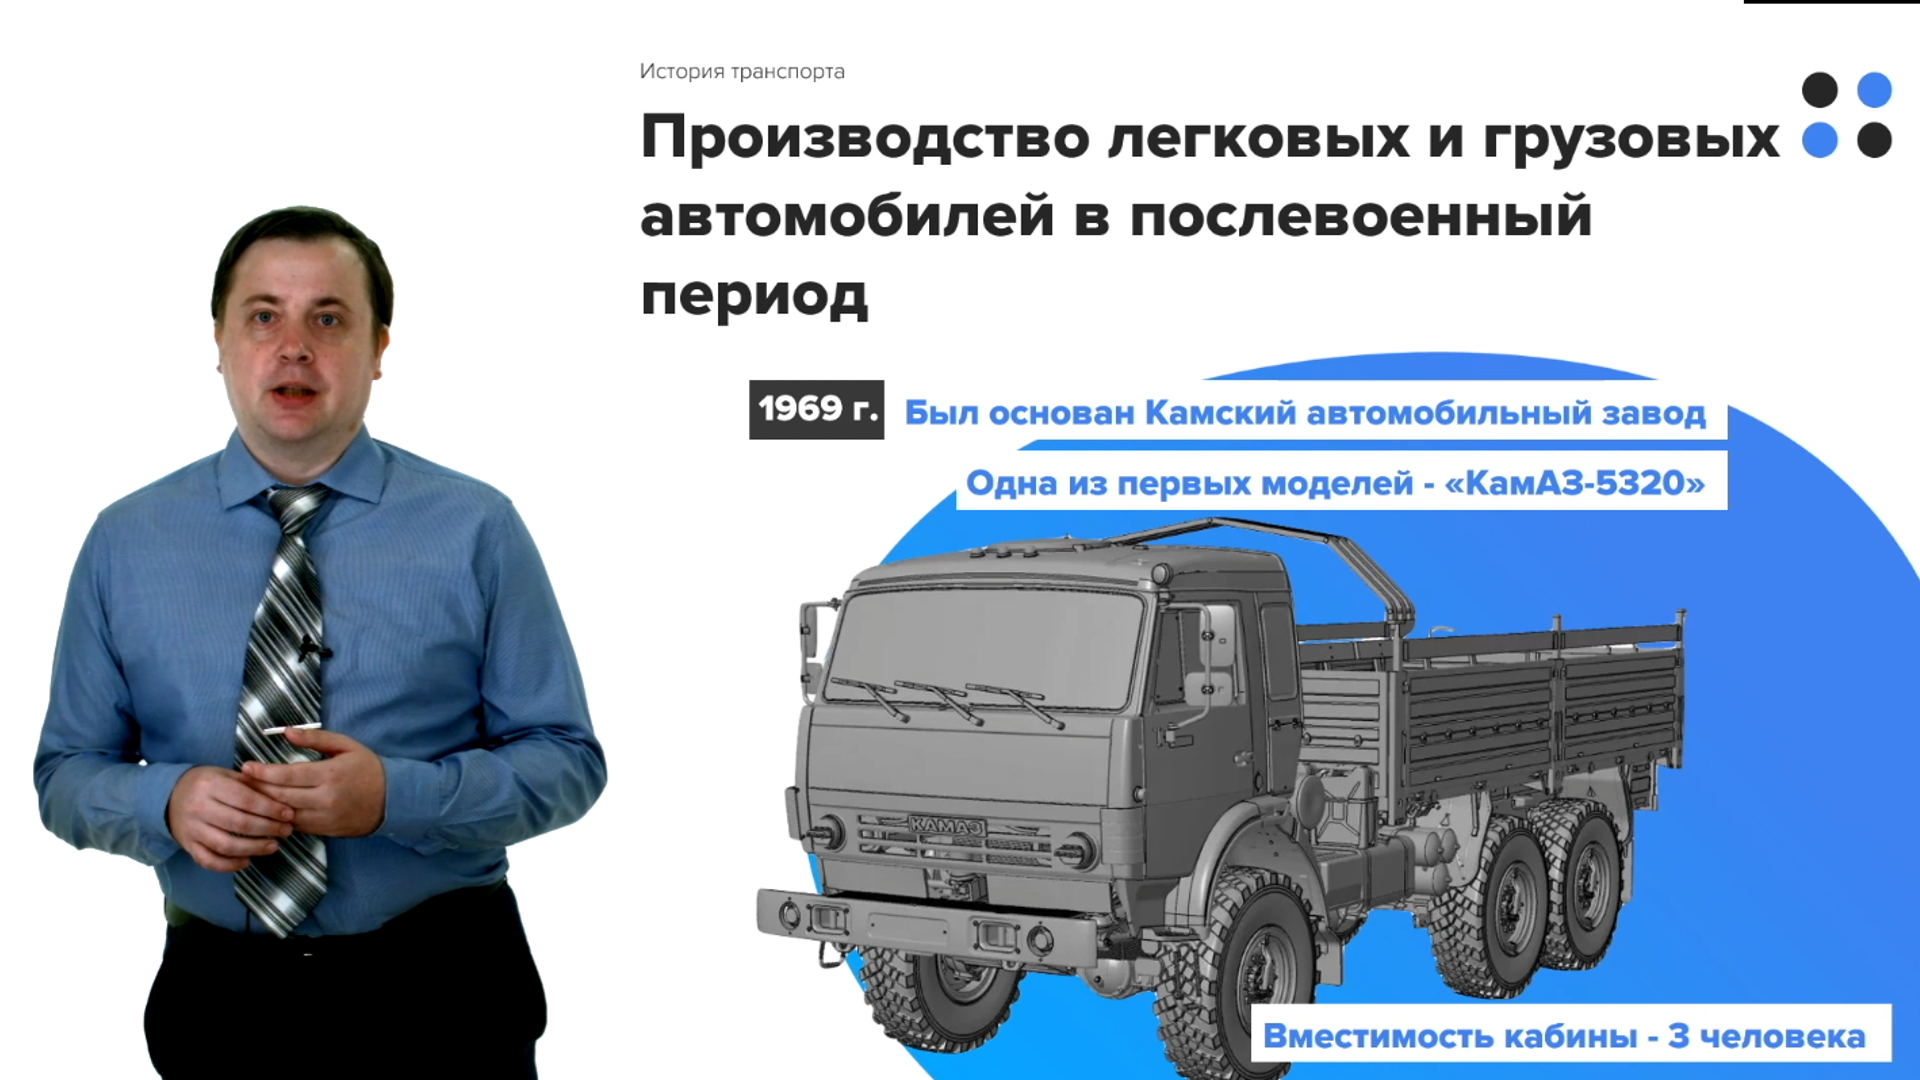 История транспорта
Производство легковых и грузовых
автомобилей в послевоенный
период
1969 г. Был основан Камский автомобильный завод
Одна из первых моделей - «КамАЗ-5320»
КАМАЗ
Вместимость кабины - 3 человека